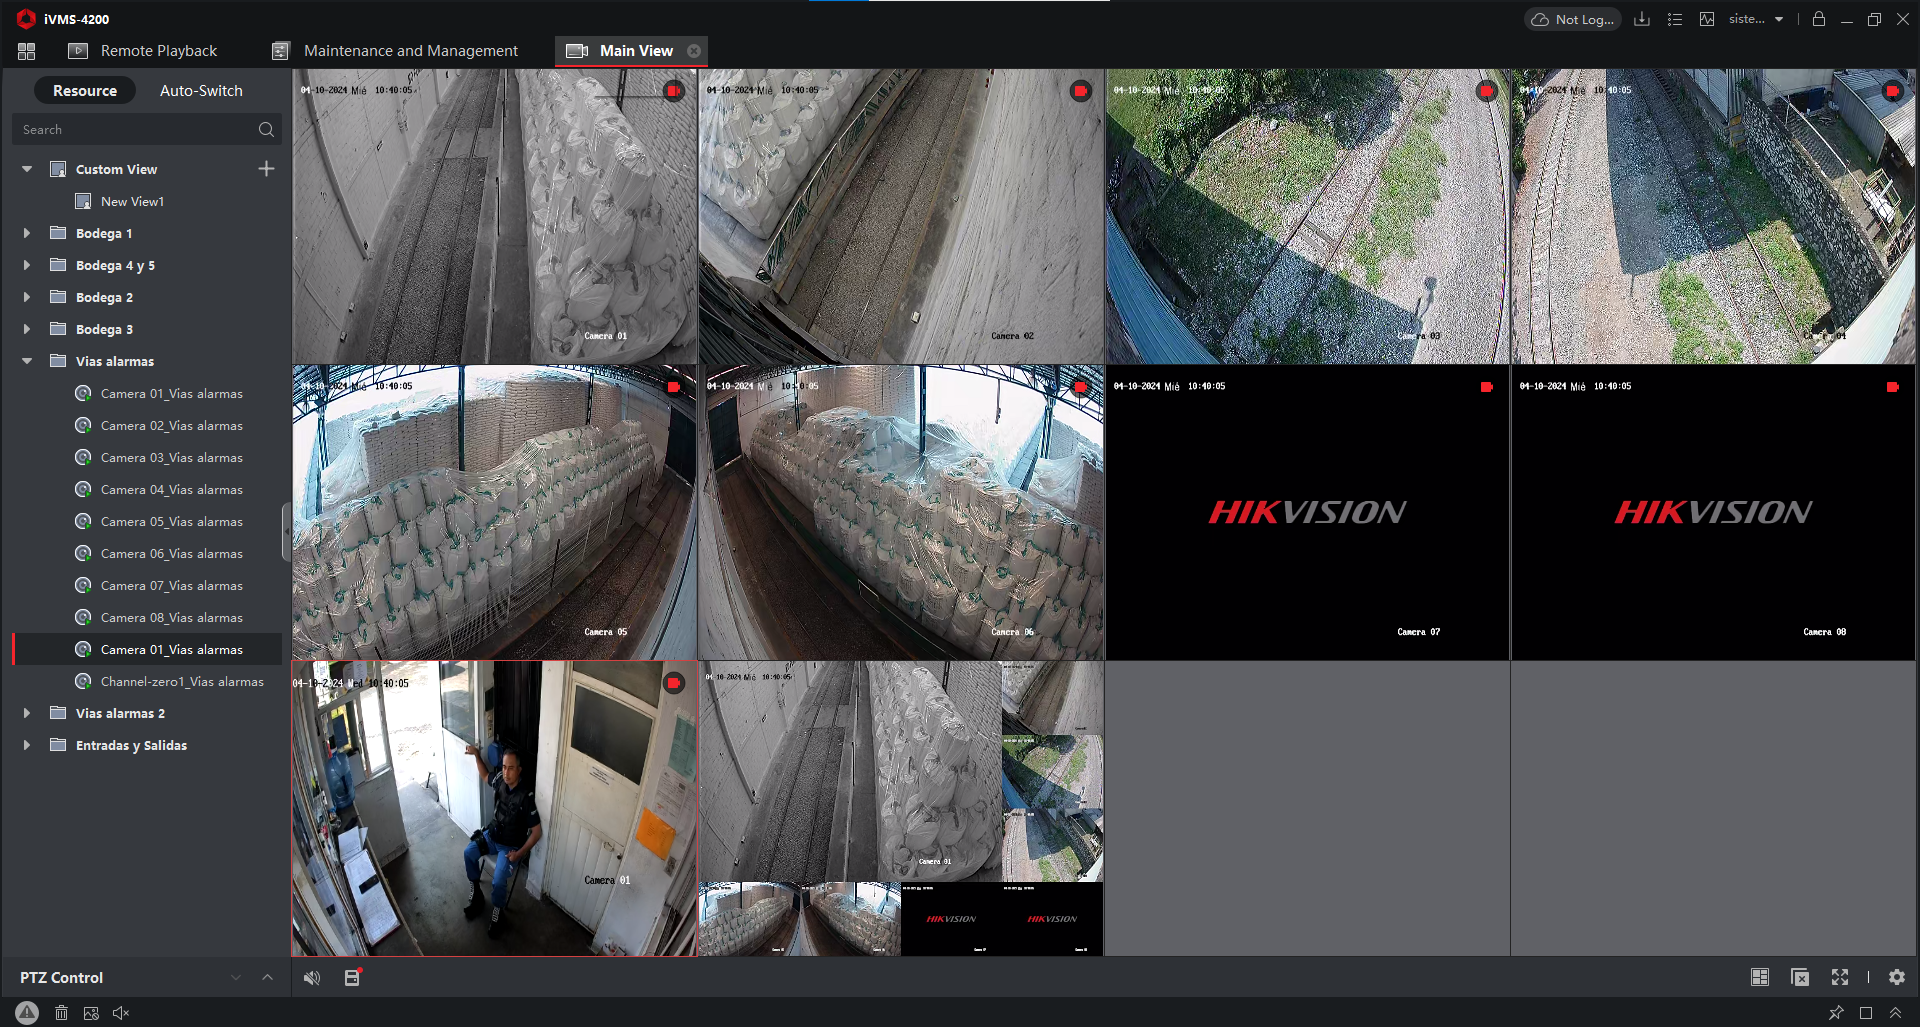 iVMS-4200
Not Log...
siste...
Remote Playback
Maintenance and Management
Main View
Resource
Auto-Switch
Search
Custom View
New View1
Bodega 1
Bodega 4 y 5
Bodega 2
Bodega 3
Vias alarmas
Camera 01_Vias alarmas
Camera 02_Vias alarmas
Camera 03_Vias alarmas
Camera 04_Vias alarmas
Camera 05_Vias alarmas
Camera 06_Vias alarmas
Camera 07_Vias alarmas
Camera 08_Vias alarmas
Camera 01_Vias alarmas
Channel-zero1_Vias alarmas
Vias alarmas 2
Entradas y Salidas
PTZ Control
04-10-2024 Mié 10:40:05
Camera 01
04-10-2024 Mié 10:40:05
Camera 02
04-10-2024 Mié 10:40:05
Camera 03
04-10-2024 Mié 10:40:05
Camera 04
04-10-2024 Mié 10:40:05
Camera 05
04-10-2024 Mié 10:40:05
Camera 06
04-10-2024 Mié 10:40:05
HIKVISION
Camera 07
04-10-2024 Mié 10:40:05
HIKVISION
Camera 08
Wed 10:40:05
Camera 01
04-10-2024 Mié 10:40:05
Camera 01
HIKVISION
HIKVISION